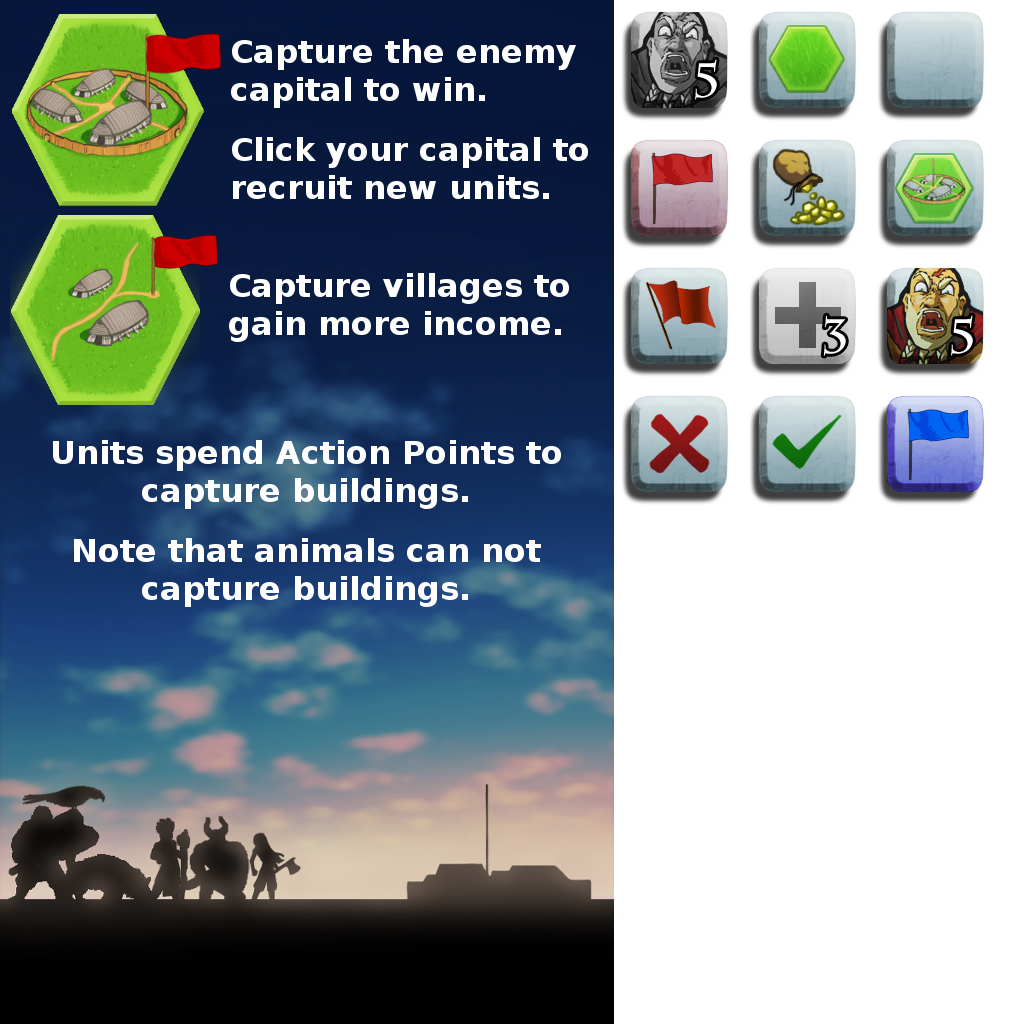 Capture the enemy
capital to win.
Click your capital to
recruit new units.
Capture villages to
gain more income.
Units spend Action Points to
capture buildings.
Note that animals can not
capture buildings.
5
3
5